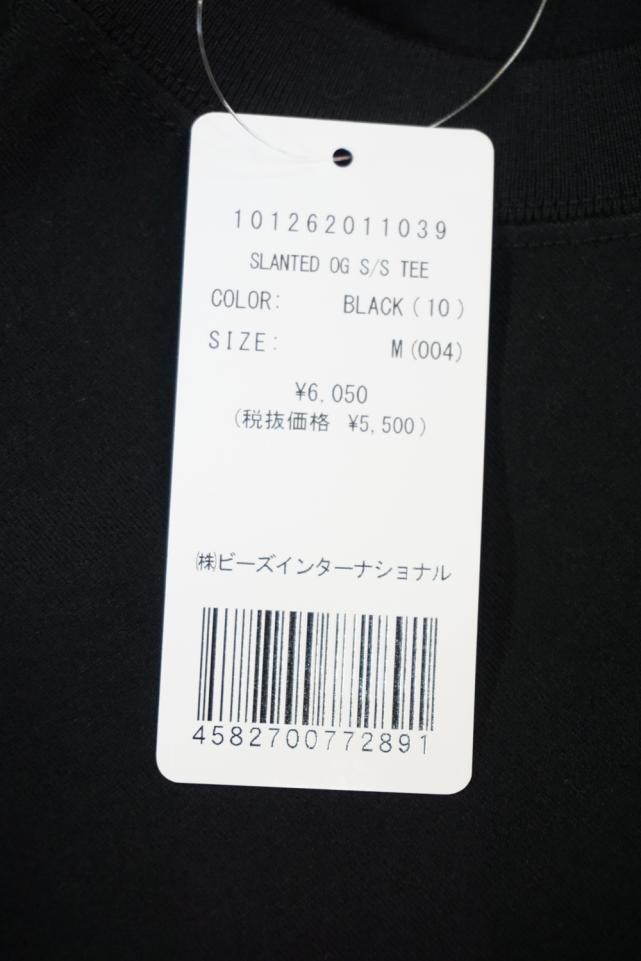 101262011039
SLANTED OG S/S TEE
COLOR: BLACK(10)
SIZE: M(004)
¥6,050
(税抜価格 ¥5,500)
㈱ビーズインターナショナル
4582700772891